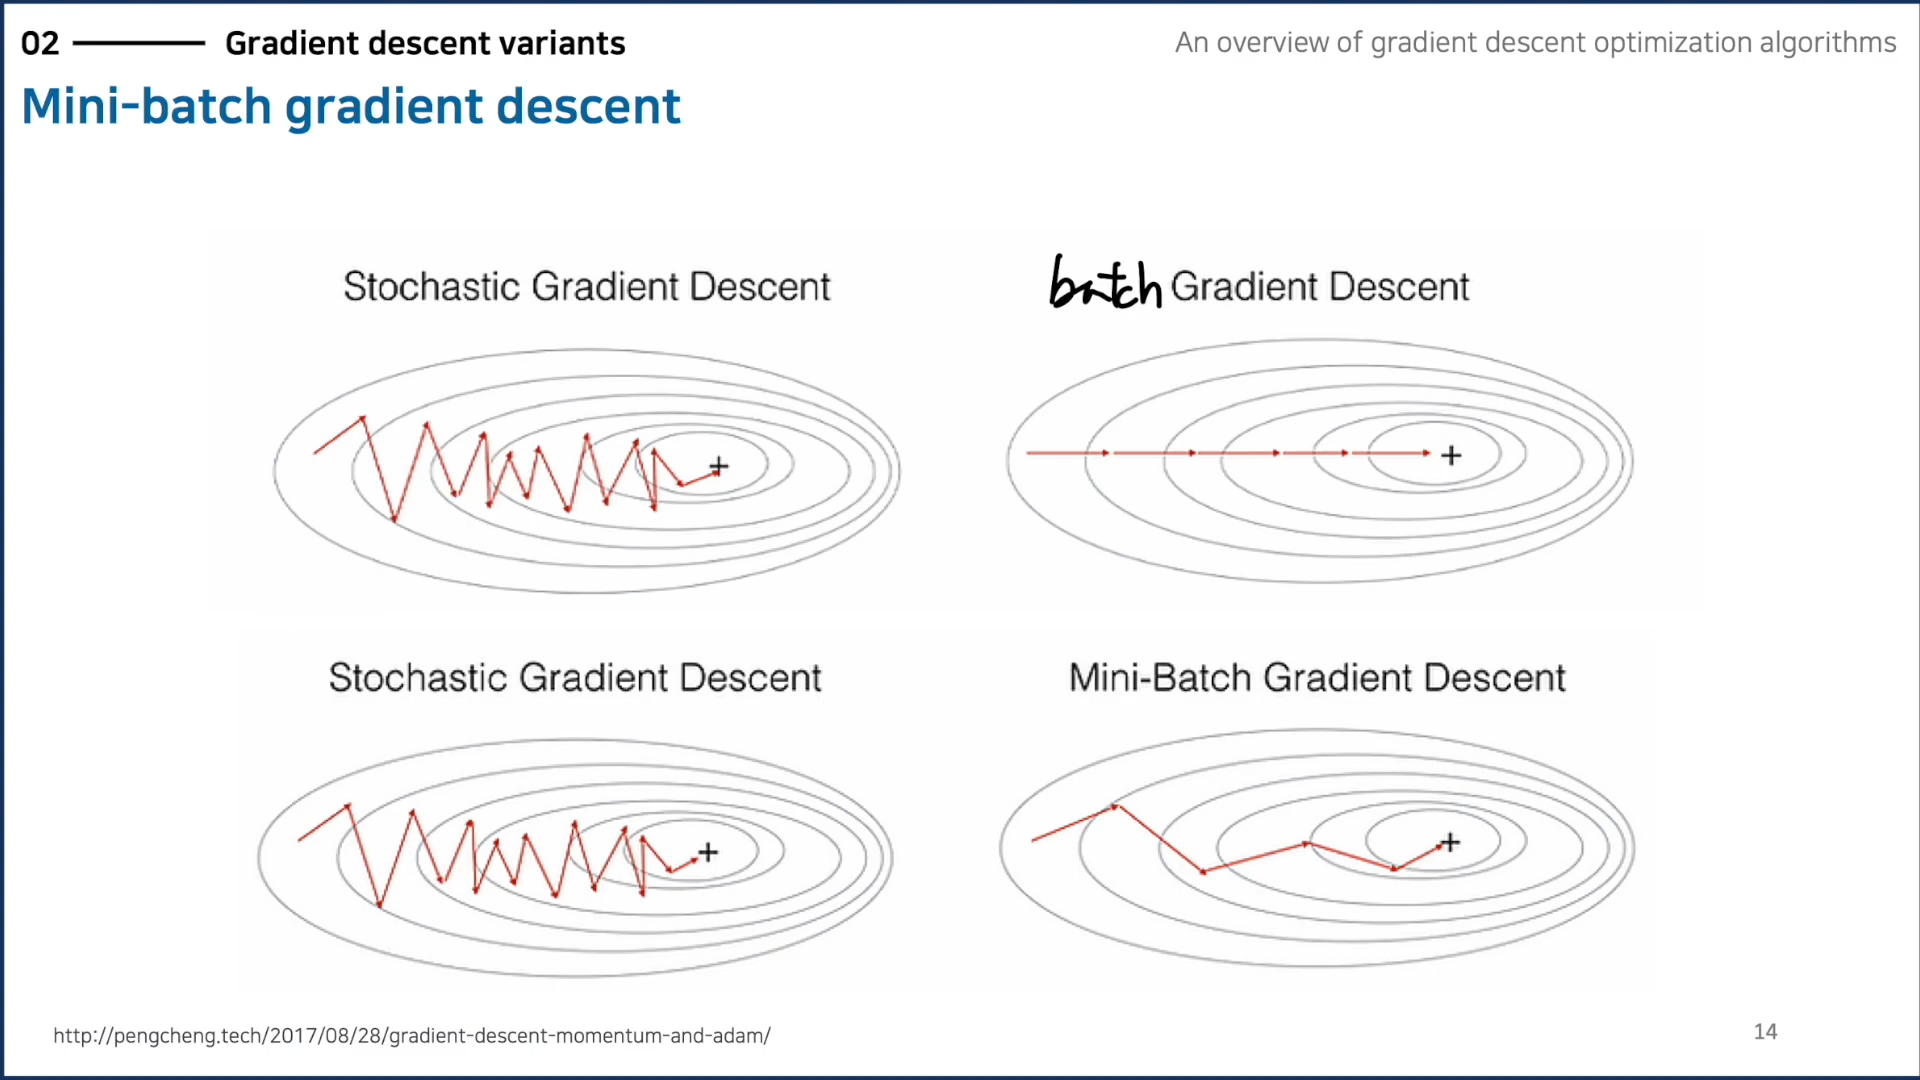 02 Gradient descent variants
An overview of gradient descent optimization algorithms
Mini-batch gradient descent
Stochastic Gradient Descent
batch Gradient Descent
Stochastic Gradient Descent
Mini-Batch Gradient Descent
http://pengcheng.tech/2017/08/28/gradient-descent-momentum-and-adam/
14